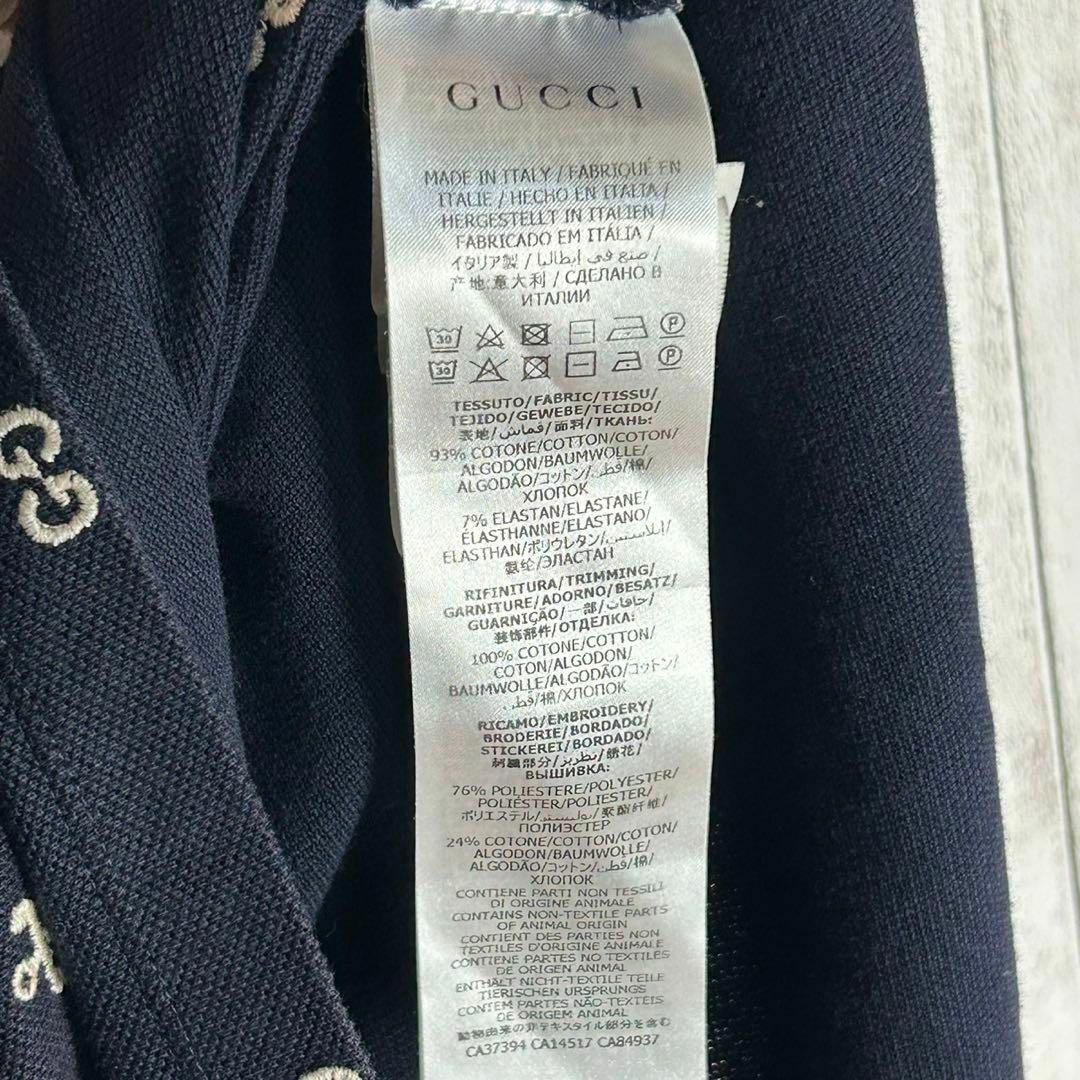 GUCCI
MADE IN ITALY / FABRIQUÉ EN
ITALIE / HECHO EN ITALIA /
HERGESTELLT IN ITALIEN /
FABRICADO EM ITÁLIA /
イタリア製 / صنع في ايطاليا /
产地:意大利 / СДЕЛАНО В
ИТАЛИИ
30 P
30 P
TESSUTO/FABRIC/TISSU/
TEJIDO/GEWEBE/TECIDO/
表地/قماش/面料/ТКАНЬ:
93% COTONE/COTTON/COTON/
ALGODON/BAUMWOLLE/
ALGODÃO/コットン/قطن/棉/
ХЛОПОК
7% ELASTAN/ELASTANE/
ÉLASTHANNE/ELASTANO/
ELASTHAN/ポリウレタン/إيلاستين/
氨纶/ЭЛАСТАН
RIFINITURA/TRIMMING/
GARNITURE/ADORNO/BESATZ/
GUARNIÇÃO/一部/حافات/
装饰部件/ОТДЕЛКА:
100% COTONE/COTTON/
COTON/ALGODON/
BAUMWOLLE/ALGODÃO/コットン/
قطن/棉/ХЛОПОК
RICAMO/EMBROIDERY/
BRODERIE/BORDADO/
STICKEREI/BORDADO/
刺繍部分/تطريز/绣花/
ВЫШИВКА:
76% POLIESTERE/POLYESTER/
POLIÉSTER/POLIESTER/
ポリエステル/بوليستر/聚酯纤维/
ПОЛИЭСТЕР
24% COTONE/COTTON/COTON/
ALGODON/BAUMWOLLE/
ALGODÃO/コットン/قطن/棉/
ХЛОПОК
CONTIENE PARTI NON TESSILI
DI ORIGINE ANIMALE
CONTAINS NON-TEXTILE PARTS
OF ANIMAL ORIGIN
CONTIENT DES PARTIES NON
TEXTILES D'ORIGINE ANIMALE
CONTIENE PARTES NO TEXTILES
DE ORIGEN ANIMAL
ENTHÄLT NICHT-TEXTILE TEILE
TIERISCHEN URSPRUNGS
CONTEM PARTES NÃO-TEXTEIS
DE ORIGEM ANIMAL
動物由来の非テキスタイル部分を含む
CA37394 CA14517 CA84937